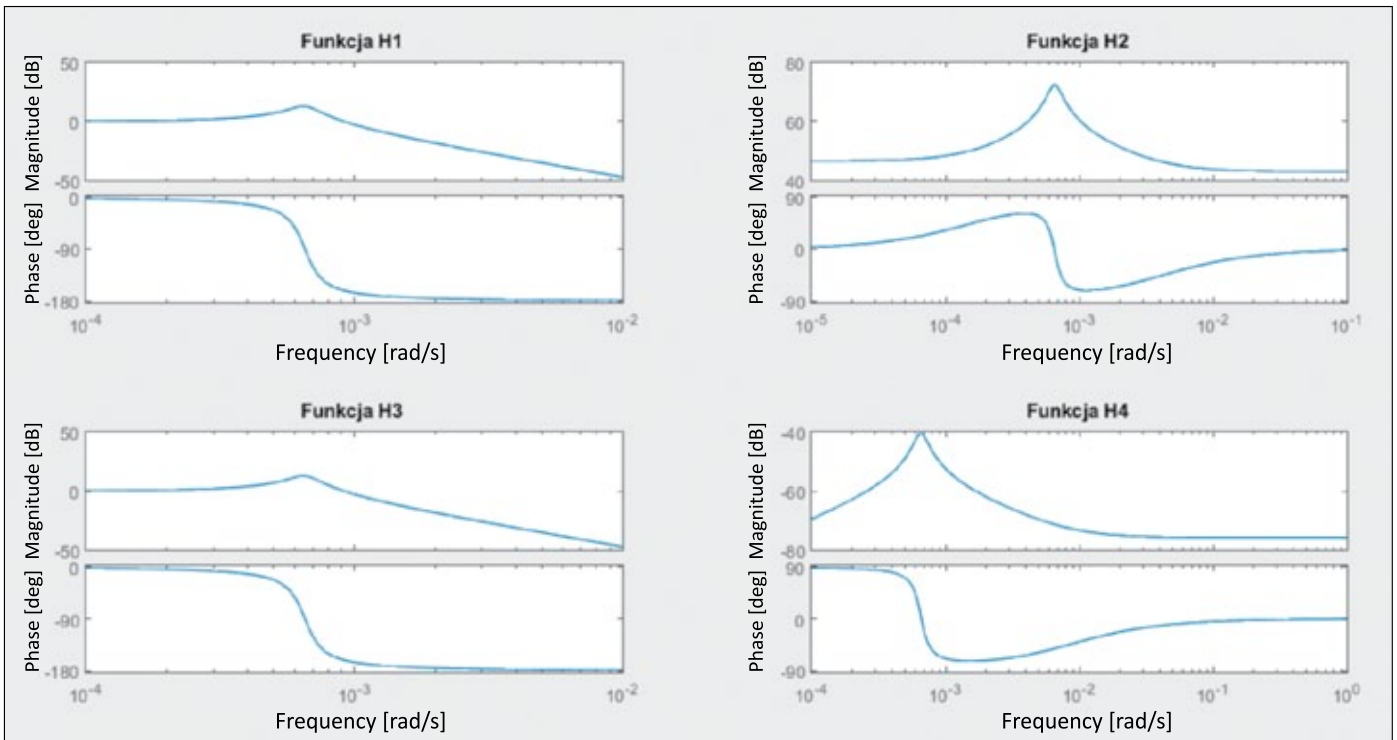 Funkcja H1
Magnitude [dB]
50
0
-50
Phase [deg]
0
-90
-180
10-4 10-3 10-2
Frequency [rad/s]
Funkcja H2
Magnitude [dB]
80
60
40
Phase [deg]
90
0
-90
10-5 10-4 10-3 10-2 10-1
Frequency [rad/s]
Funkcja H3
Magnitude [dB]
50
0
-50
Phase [deg]
0
-90
-180
10-4 10-3 10-2
Frequency [rad/s]
Funkcja H4
Magnitude [dB]
-40
-60
-80
Phase [deg]
90
0
-90
10-4 10-3 10-2 10-1 100
Frequency [rad/s]